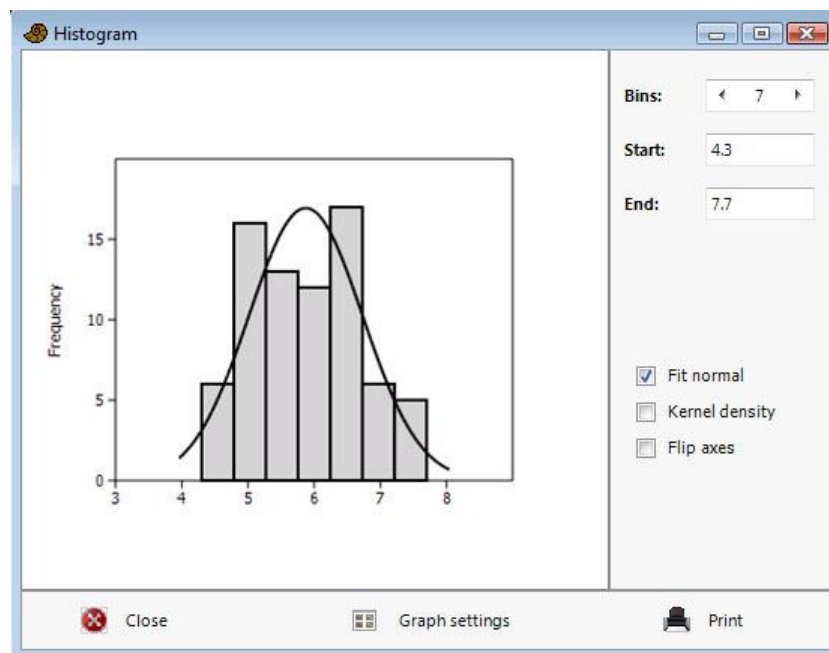 Histogram
Bins: 7
Start: 4.3
End: 7.7
Frequency
15
10
5
0
3 4 5 6 7 8
Fit normal
Kernel density
Flip axes
Close Graph settings Print